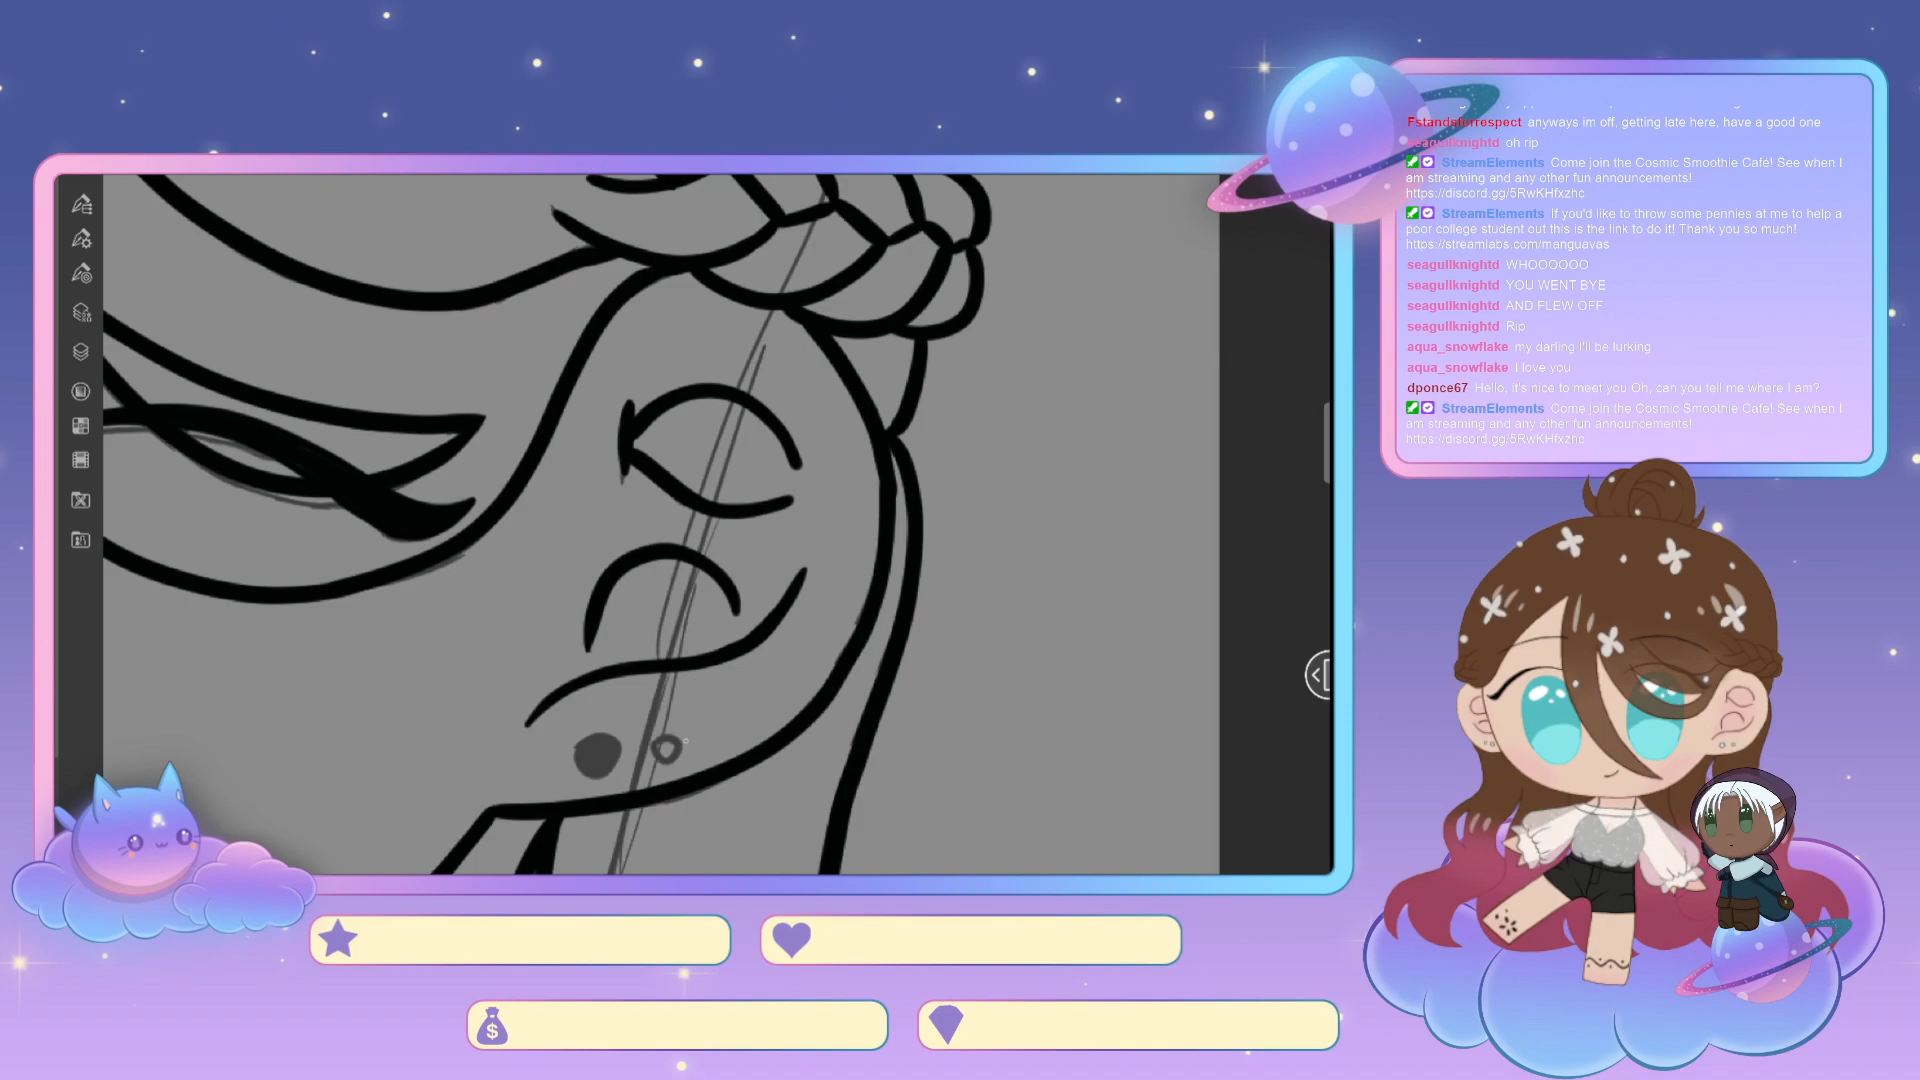 Fstandsforrespect anyways im off, getting late here, have a good one
seagullknightd oh rip
StreamElements Come join the Cosmic Smoothie Café! See when I
am streaming and any other fun announcements!
https://discord.gg/5RwKHfxzhc
StreamElements If you'd like to throw some pennies at me to help a
poor college student out this is the link to do it! Thank you so much!
https://streamlabs.com/manguavas
seagullknightd WHOOOOOO
seagullknightd YOU WENT BYE
seagullknightd AND FLEW OFF
seagullknightd Rip
aqua_snowflake my darling I'll be lurking
aqua_snowflake I love you
dponce67 Hello, it's nice to meet you Oh, can you tell me where I am?
StreamElements Come join the Cosmic Smoothie Café! See when I
am streaming and any other fun announcements!
https://discord.gg/5RwKHfxzhc
$